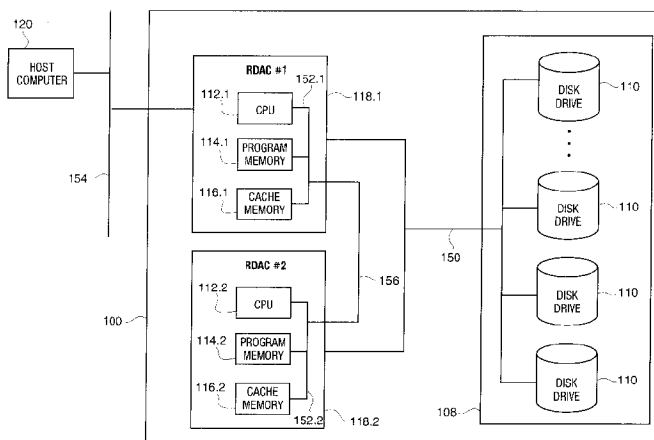 120
HOST
COMPUTER
154
100
RDAC #1
152.1
112.1
CPU
118.1
114.1
PROGRAM
MEMORY
116.1
CACHE
MEMORY
RDAC #2
112.2
CPU
114.2
PROGRAM
MEMORY
116.2
CACHE
MEMORY
152.2
118.2
156
150
108
DISK
DRIVE
110
DISK
DRIVE
110
DISK
DRIVE
110
DISK
DRIVE
110